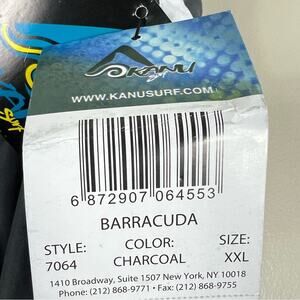 KANU
Surf
WWW.KANUSURF.COM
6 872907 064553
BARRACUDA
STYLE: COLOR: SIZE:
7064 CHARCOAL XXL
1410 Broadway, Suite 1507 New York, NY 10018
Phone: (212) 868-9771 • Fax: (212) 868-9755